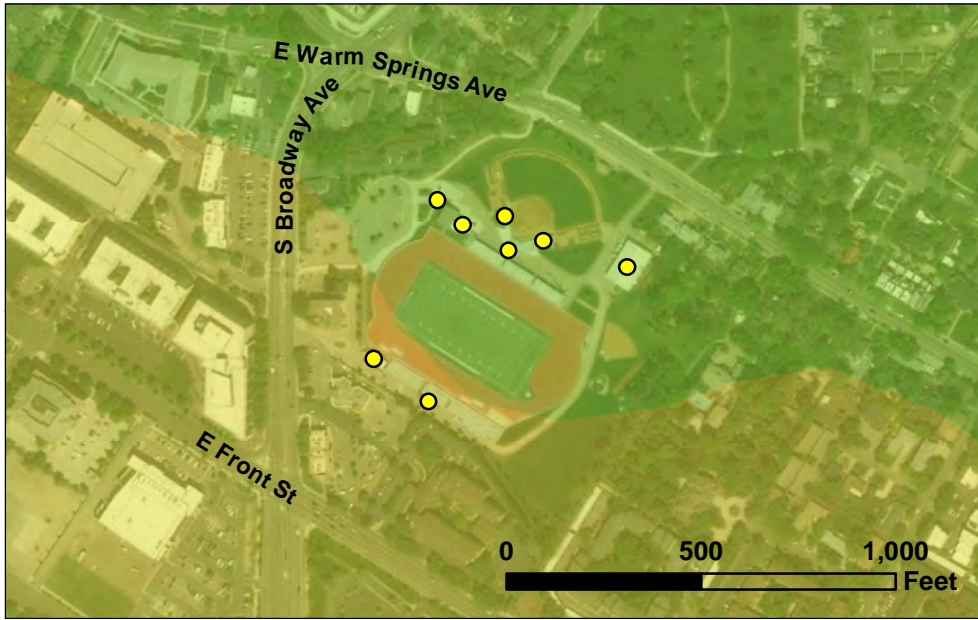 E Warm Springs Ave
S Broadway Ave
E Front St
0 500 1,000
Feet